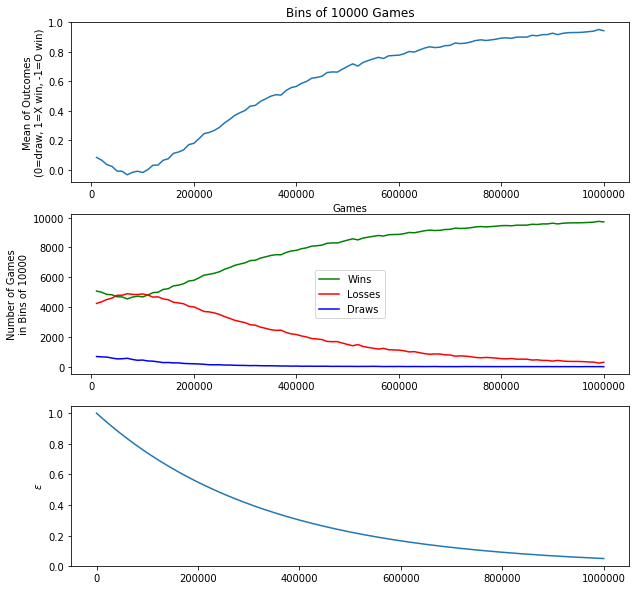 Bins of 10000 Games
Mean of Outcomes
(0=draw, 1=X win, -1=O win)
1.0
0.8
0.6
0.4
0.2
0.0
0 200000 400000 600000 800000 1000000
Games
Number of Games
in Bins of 10000
10000
8000
6000
4000
2000
0
Wins
Losses
Draws
0 200000 400000 600000 800000 1000000
ε
1.0
0.8
0.6
0.4
0.2
0.0
0 200000 400000 600000 800000 1000000